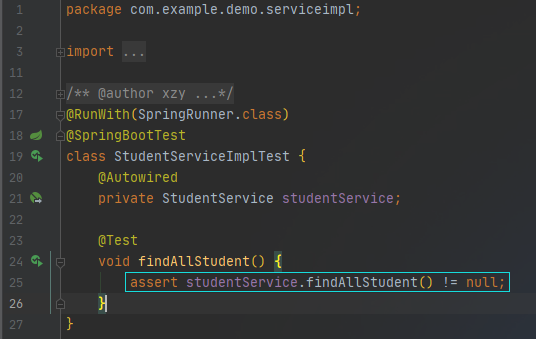 1 package com.example.demo.serviceimpl;
2
3 import ...
11
12 /** @author xzy ...*/
17 @RunWith(SpringRunner.class)
18 @SpringBootTest
19 class StudentServiceImplTest {
20 @Autowired
21 private StudentService studentService;
22
23 @Test
24 void findAllStudent() {
25 assert studentService.findAllStudent() != null;
26 }
27 }